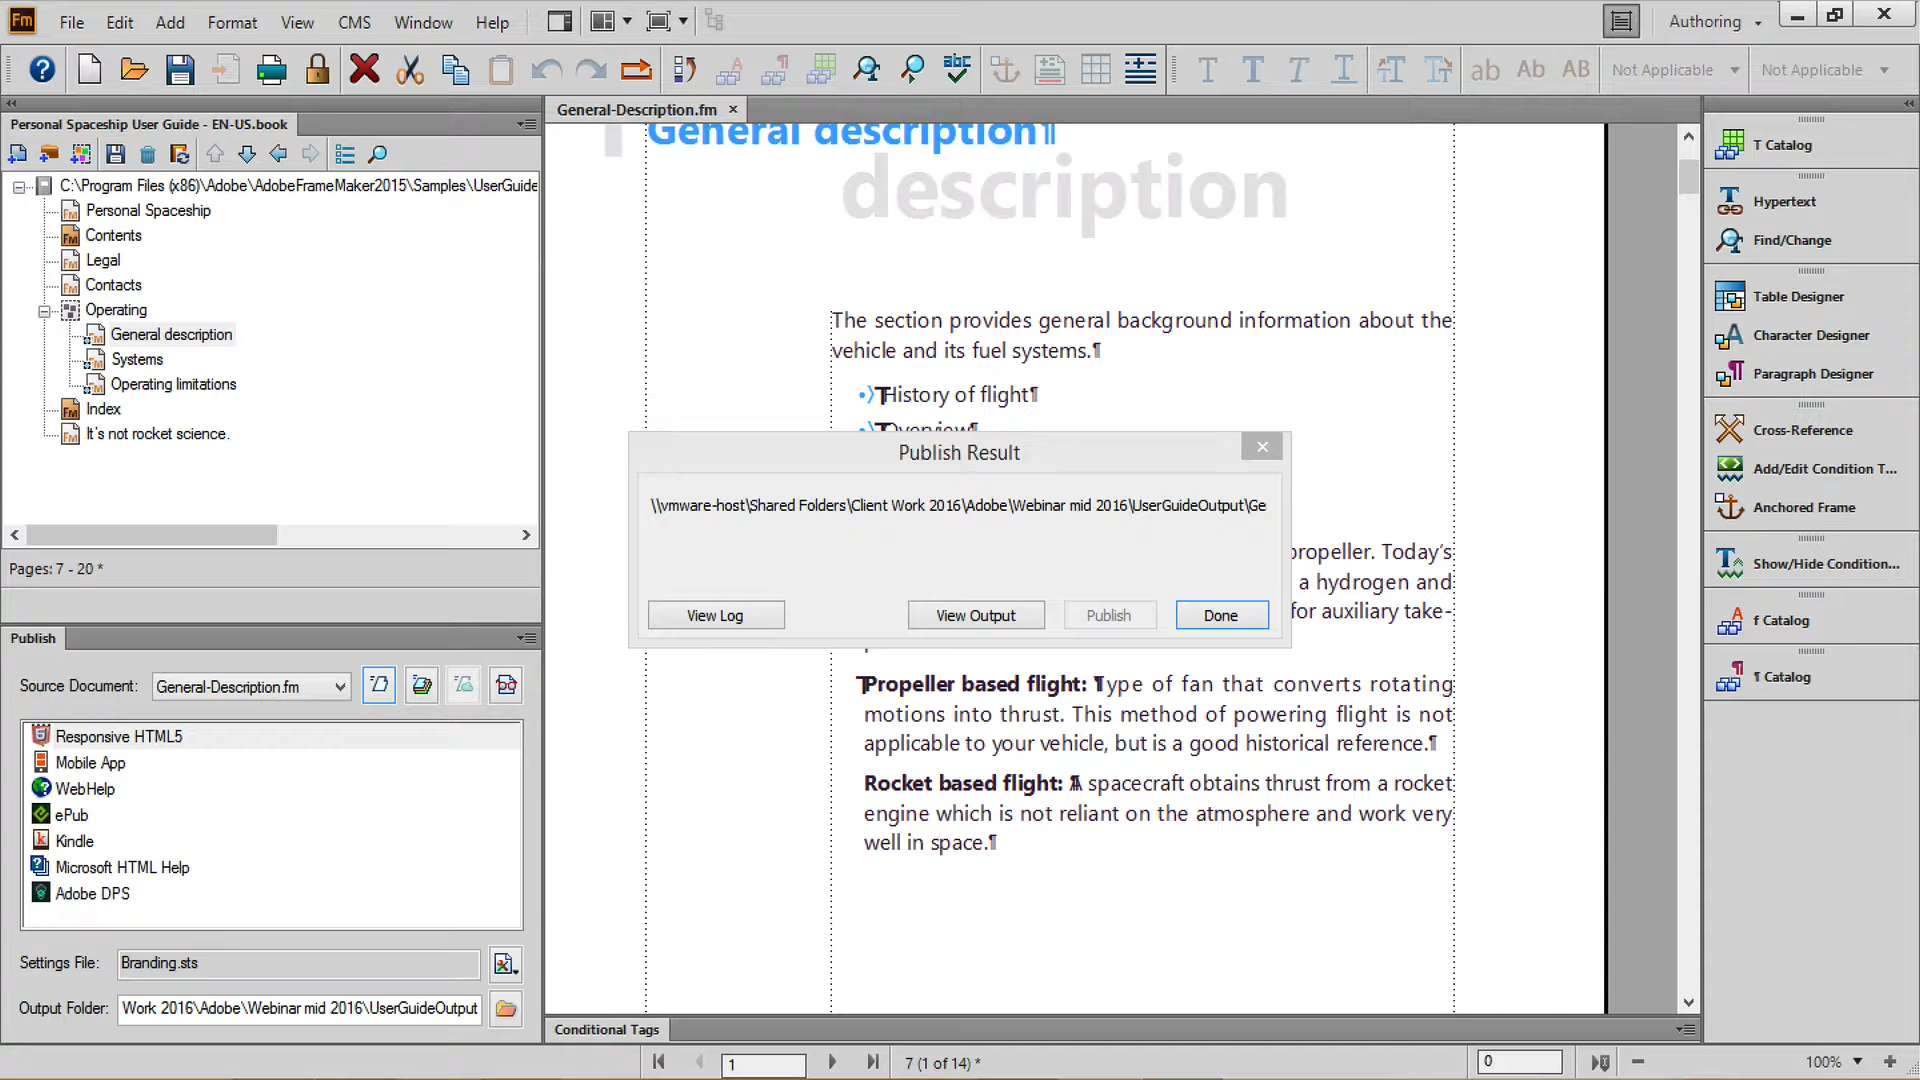 Fm File Edit Add Format View CMS Window Help Authoring
Not Applicable Not Applicable
Personal Spaceship User Guide - EN-US.book
C:\Program Files (x86)\Adobe\AdobeFrameMaker2015\Samples\UserGuide
Personal Spaceship
Contents
Legal
Contacts
Operating
General description
Systems
Operating limitations
Index
It's not rocket science.
Pages: 7 - 20 *
Publish
Source Document: General-Description.fm
Responsive HTML5
Mobile App
WebHelp
ePub
Kindle
Microsoft HTML Help
Adobe DPS
Settings File: Branding.sts
Output Folder: Work 2016\Adobe\Webinar mid 2016\UserGuideOutput
General-Description.fm
General description¶
description
The section provides general background information about the
vehicle and its fuel systems.¶
History of flight¶
Overview¶
Publish Result
\\vmware-host\Shared Folders\Client Work 2016\Adobe\Webinar mid 2016\UserGuideOutput\Ge
View Log View Output Publish Done
propeller. Today's
a hydrogen and
for auxiliary take-
Propeller based flight: Type of fan that converts rotating
motions into thrust. This method of powering flight is not
applicable to your vehicle, but is a good historical reference.¶
Rocket based flight: A spacecraft obtains thrust from a rocket
engine which is not reliant on the atmosphere and work very
well in space.¶
Conditional Tags
1 7 (1 of 14) * 0 100%
T Catalog
Hypertext
Find/Change
Table Designer
Character Designer
Paragraph Designer
Cross-Reference
Add/Edit Condition T...
Anchored Frame
Show/Hide Condition...
f Catalog
¶ Catalog